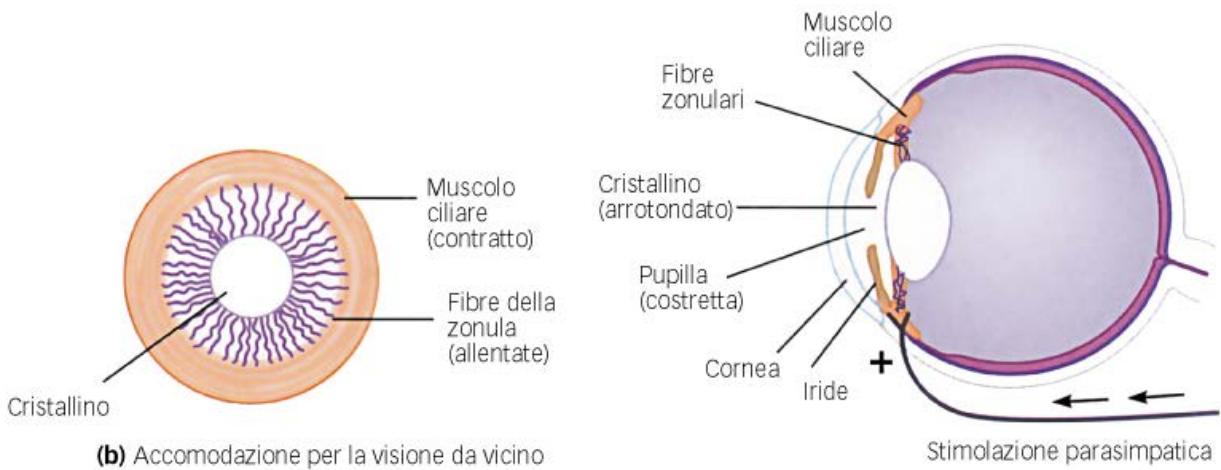 Muscolo
ciliare
(contratto)
Fibre della
zonula
(allentate)
Cristallino
(b) Accomodazione per la visione da vicino
Muscolo
ciliare
Fibre
zonulari
Cristallino
(arrotondato)
Pupilla
(costretta)
Cornea
Iride
+
Stimolazione parasimpatica